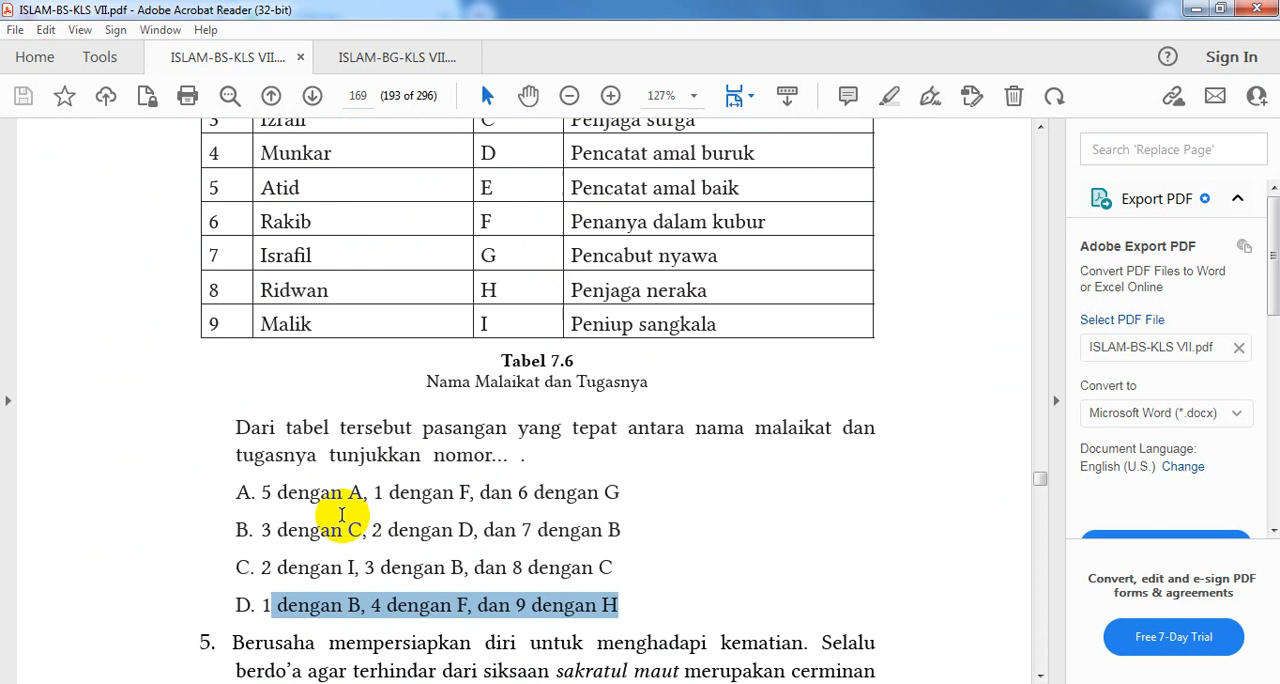 ISLAM-BS-KLS VII.pdf - Adobe Acrobat Reader (32-bit)
File Edit View Sign Window Help
Home Tools ISLAM-BS-KLS VII.... × ISLAM-BG-KLS VII.... ? Sign In
169 (193 of 296) 127%
3 Izrail C Penjaga surga
4 Munkar D Pencatat amal buruk
5 Atid E Pencatat amal baik
6 Rakib F Penanya dalam kubur
7 Israfil G Pencabut nyawa
8 Ridwan H Penjaga neraka
9 Malik I Peniup sangkala
Tabel 7.6
Nama Malaikat dan Tugasnya
Dari tabel tersebut pasangan yang tepat antara nama malaikat dan
tugasnya tunjukkan nomor... .
A. 5 dengan A, 1 dengan F, dan 6 dengan G
B. 3 dengan C, 2 dengan D, dan 7 dengan B
C. 2 dengan I, 3 dengan B, dan 8 dengan C
D. 1 dengan B, 4 dengan F, dan 9 dengan H
5. Berusaha mempersiapkan diri untuk menghadapi kematian. Selalu
berdo’a agar terhindar dari siksaan sakratul maut merupakan cerminan
Search 'Replace Page'
Export PDF
Adobe Export PDF
Convert PDF Files to Word
or Excel Online
Select PDF File
ISLAM-BS-KLS VII.pdf
Convert to
Microsoft Word (*.docx)
Document Language:
English (U.S.) Change
Convert, edit and e-sign PDF
forms & agreements
Free 7-Day Trial